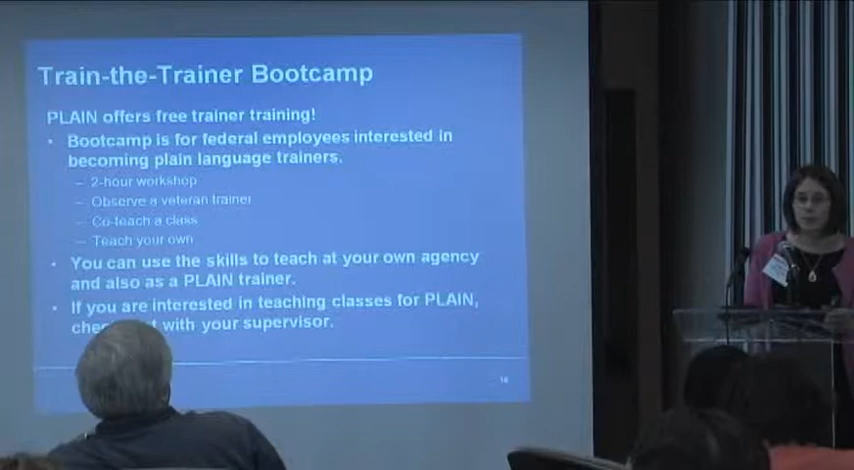 Train-the-Trainer Bootcamp
PLAIN offers free trainer training!
• Bootcamp is for federal employees interested in
becoming plain language trainers.
– 2-hour workshop
– Observe a veteran trainer
– Co-teach a class
– Teach your own
• You can use the skills to teach at your own agency
and also as a PLAIN trainer.
• If you are interested in teaching classes for PLAIN,
with your supervisor.